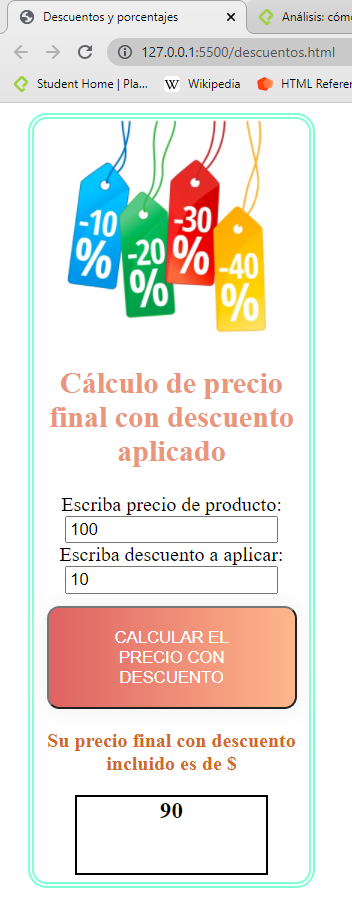 Descuentos y porcentajes
Análisis: cómo
127.0.0.1:5500/descuentos.html
Student Home | Pla...
W Wikipedia
HTML Referen
-10
%
-20
%
-30
%
-40
%
Cálculo de precio
final con descuento
aplicado
Escriba precio de producto:
100
Escriba descuento a aplicar:
10
CALCULAR EL
PRECIO CON
DESCUENTO
Su precio final con descuento
incluido es de $
90